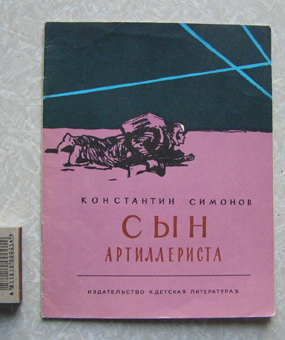 КОНСТАНТИН СИМОНОВ
СЫН
АРТИЛЛЕРИСТА
ИЗДАТЕЛЬСТВО «ДЕТСКАЯ ЛИТЕРАТУРА»